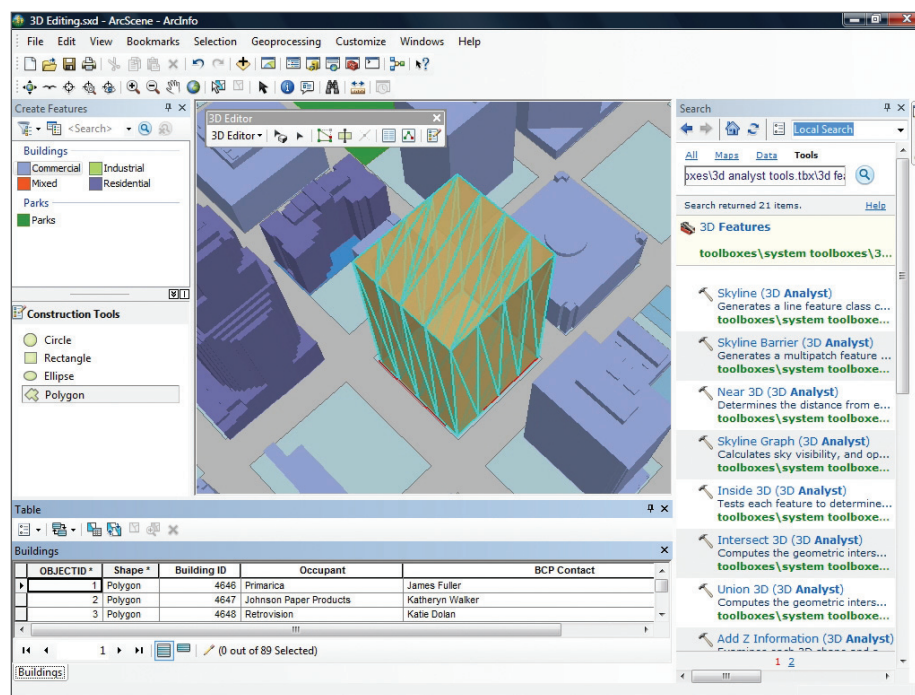 3D Editing.sxd - ArcScene - ArcInfo
File Edit View Bookmarks Selection Geoprocessing Customize Windows Help
Create Features
<Search>
Buildings
Commercial Industrial
Mixed Residential
Parks
Parks
Construction Tools
Circle
Rectangle
Ellipse
Polygon
3D Editor
3D Editor
Search
Local Search
All Maps Data Tools
oxes\3d analyst tools.tbx\3d fea
Search returned 21 items. Help
3D Features
toolboxes\system toolboxes\3...
Skyline (3D Analyst)
Generates a line feature class c...
toolboxes\system toolboxe...
Skyline Barrier (3D Analyst)
Generates a multipatch feature ...
toolboxes\system toolboxe...
Near 3D (3D Analyst)
Determines the distance from e...
toolboxes\system toolboxe...
Skyline Graph (3D Analyst)
Calculates sky visibility, and op...
toolboxes\system toolboxe...
Inside 3D (3D Analyst)
Tests each feature to determine...
toolboxes\system toolboxe...
Intersect 3D (3D Analyst)
Computes the geometric inters...
toolboxes\system toolboxe...
Union 3D (3D Analyst)
Computes the geometric inters...
toolboxes\system toolboxe...
Add Z Information (3D Analyst)
1 2
Table
Buildings
OBJECTID * Shape * Building ID Occupant BCP Contact
1 Polygon 4646 Primarica James Fuller
2 Polygon 4647 Johnson Paper Products Katheryn Walker
3 Polygon 4648 Retrovision Katie Dolan
1 (0 out of 89 Selected)
Buildings